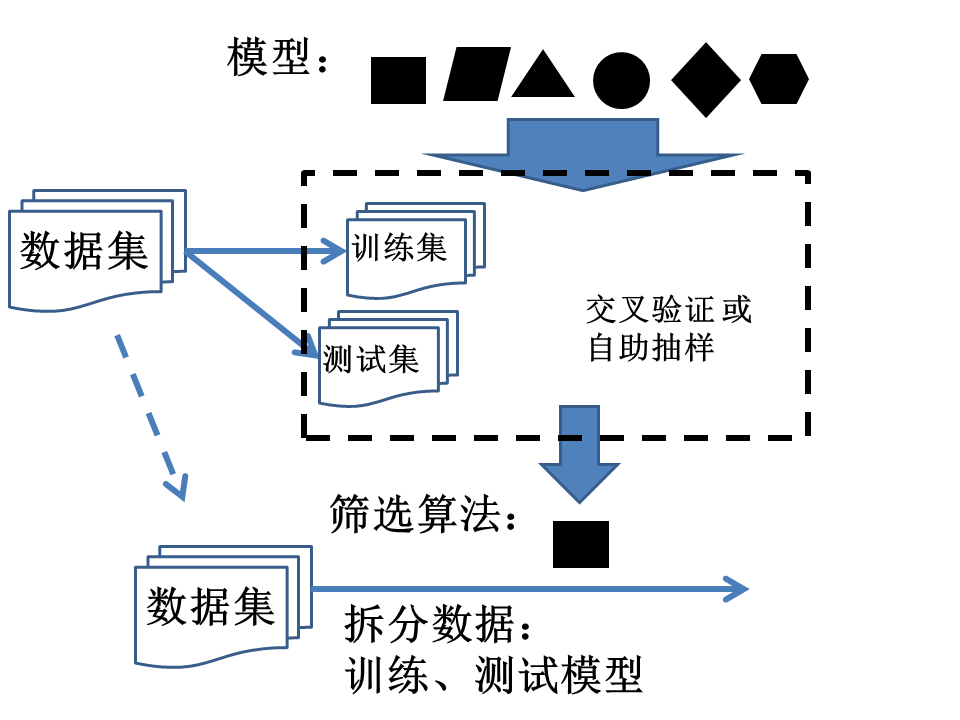 模型：
数据集
训练集
测试集
交叉验证或
自助抽样
筛选算法：
数据集
拆分数据：
训练、测试模型